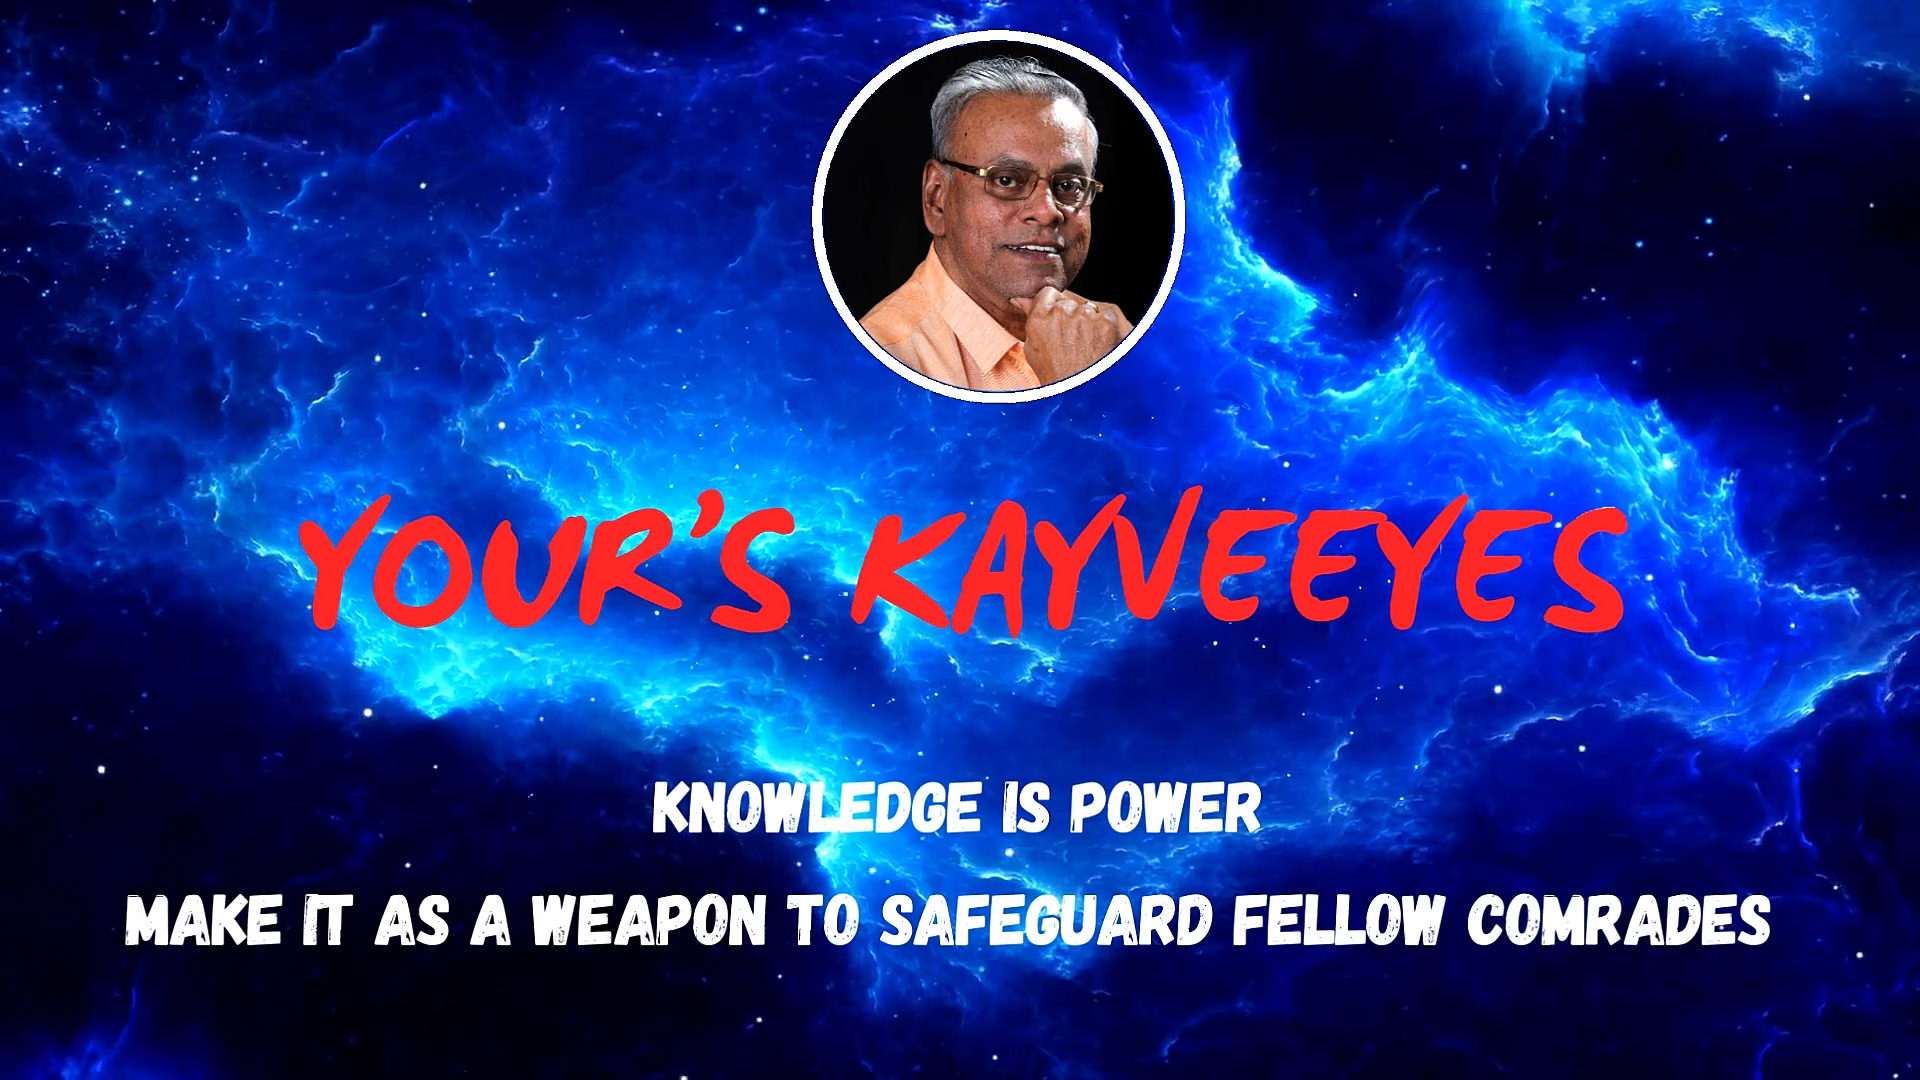 YOUR'S KAYVEEYES
KNOWLEDGE IS POWER
MAKE IT AS A WEAPON TO SAFEGUARD FELLOW COMRADES